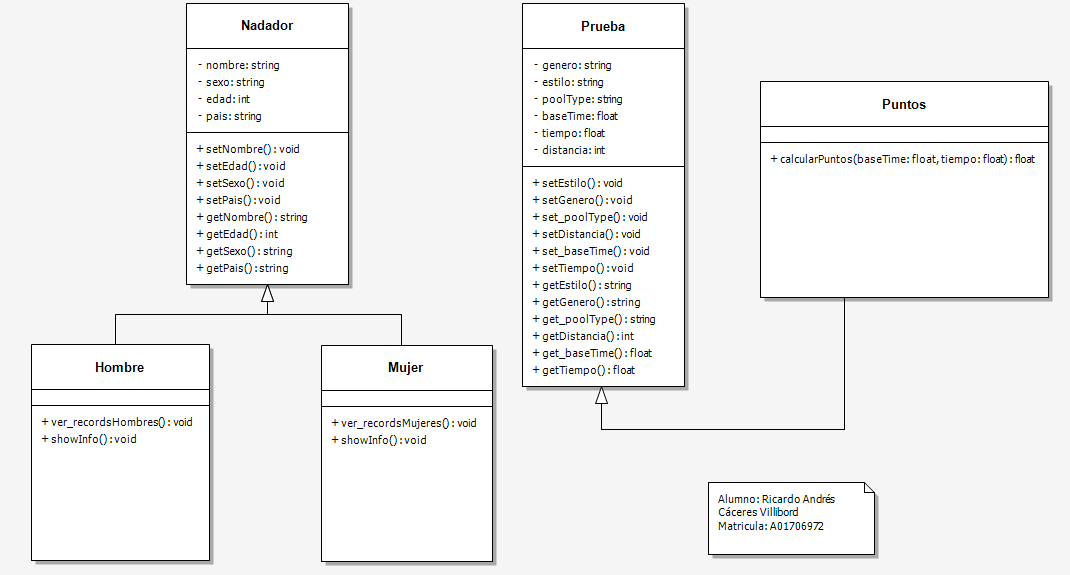 Nadador
- nombre: string
- sexo: string
- edad: int
- pais: string
+ setNombre(): void
+ setEdad(): void
+ setSexo(): void
+ setPais(): void
+ getNombre(): string
+ getEdad(): int
+ getSexo(): string
+ getPais(): string
Hombre
+ ver_recordsHombres(): void
+ showInfo(): void
Mujer
+ ver_recordsMujeres(): void
+ showInfo(): void
Prueba
- genero: string
- estilo: string
- poolType: string
- baseTime: float
- tiempo: float
- distancia: int
+ setEstilo(): void
+ setGenero(): void
+ set_poolType(): void
+ setDistancia(): void
+ set_baseTime(): void
+ setTiempo(): void
+ getEstilo(): string
+ getGenero(): string
+ get_poolType(): string
+ getDistancia(): int
+ get_baseTime(): float
+ getTiempo(): float
Puntos
+ calcularPuntos(baseTime: float, tiempo: float): float
Alumno: Ricardo Andrés
Cáceres Villibord
Matricula: A01706972